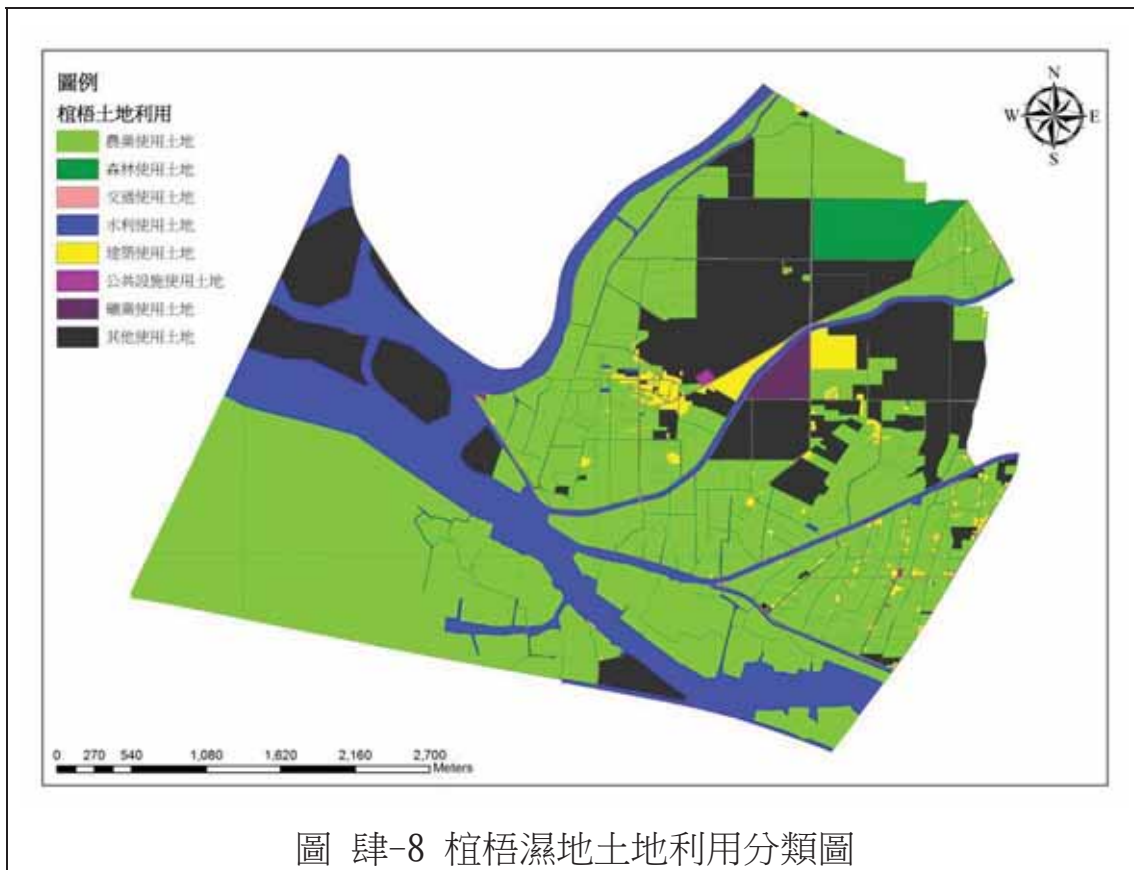 圖例
椬梧土地利用
農業使用土地
森林使用土地
交通使用土地
水利使用土地
建築使用土地
公共設施使用土地
礦業使用土地
其他使用土地
N
W E
S
0 270 540 1,080 1,620 2,160 2,700
Meters
圖 肆-8 椬梧濕地土地利用分類圖